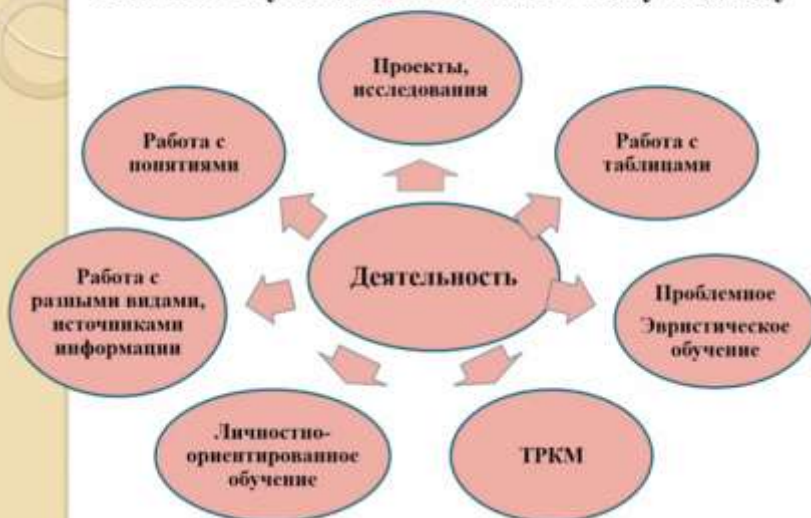 Проекты,
исследования
Работа с
понятиями
Работа с
таблицами
Деятельность
Работа с
разными видами,
источниками
информации
Проблемное
Эвристическое
обучение
Личностно-
ориентированное
обучение
ТРКМ